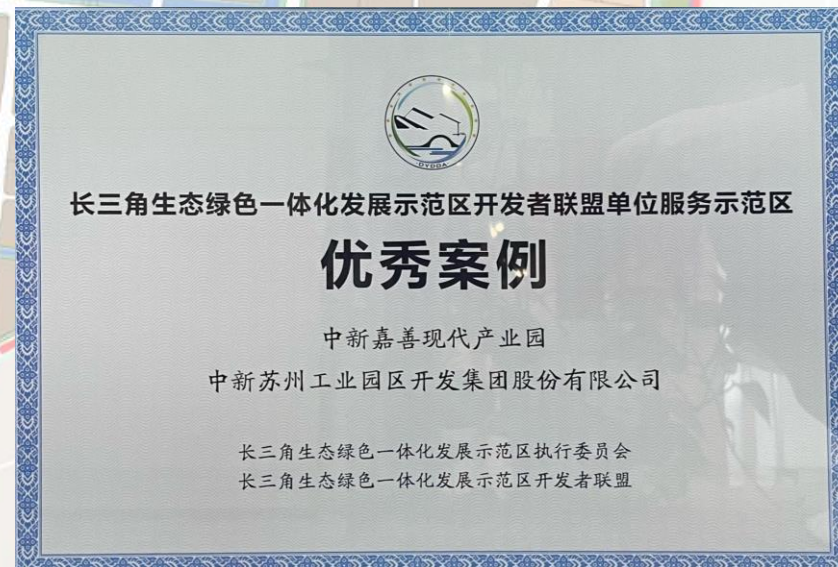 DYDDA
长三角生态绿色一体化发展示范区开发者联盟单位服务示范区
优秀案例
中新嘉善现代产业园
中新苏州工业园区开发集团股份有限公司
长三角生态绿色一体化发展示范区执行委员会
长三角生态绿色一体化发展示范区开发者联盟